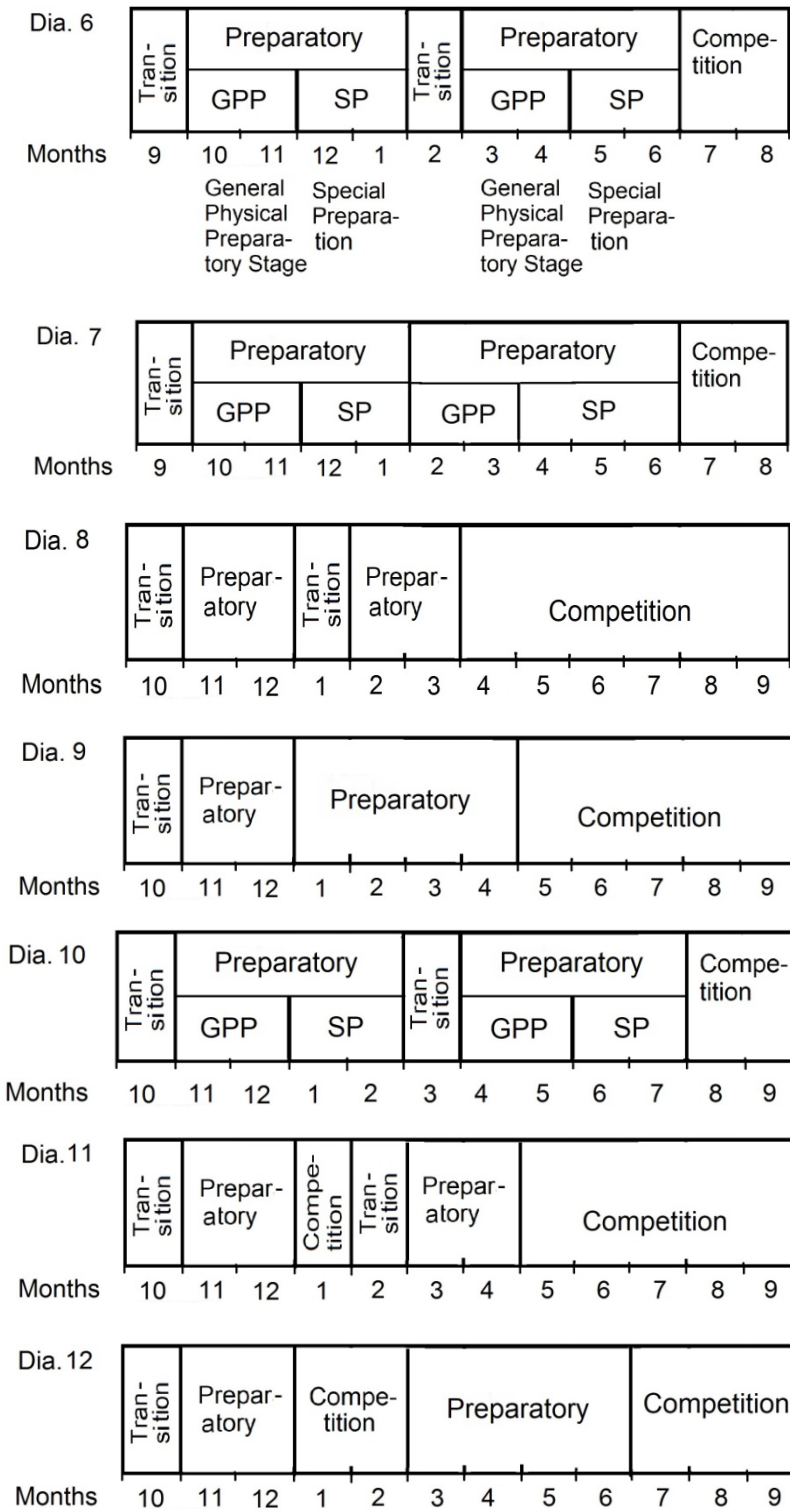 Dia. 6
Tran-
sition
Preparatory
GPP
SP
Tran-
sition
Preparatory
GPP
SP
Compe-
tition
Months 9 10 11 12 1 2 3 4 5 6 7 8
General
Physical
Prepara-
tory Stage
Special
Prepara-
tion
General
Physical
Prepara-
tory Stage
Special
Prepara-
tion
Dia. 7
Tran-
sition
Preparatory
GPP
SP
Preparatory
GPP
SP
Compe-
tition
Months 9 10 11 12 1 2 3 4 5 6 7 8
Dia. 8
Tran-
sition
Prepar-
atory
Tran-
sition
Prepar-
atory
Competition
Months 10 11 12 1 2 3 4 5 6 7 8 9
Dia. 9
Tran-
sition
Prepar-
atory
Preparatory
Competition
Months 10 11 12 1 2 3 4 5 6 7 8 9
Dia. 10
Tran-
sition
Preparatory
GPP
SP
Tran-
sition
Preparatory
GPP
SP
Compe-
tition
Months 10 11 12 1 2 3 4 5 6 7 8 9
Dia.11
Tran-
sition
Prepar-
atory
Compe-
tition
Tran-
sition
Prepar-
atory
Competition
Months 10 11 12 1 2 3 4 5 6 7 8 9
Dia.12
Tran-
sition
Prepar-
atory
Compe-
tition
Preparatory
Competition
Months 10 11 12 1 2 3 4 5 6 7 8 9